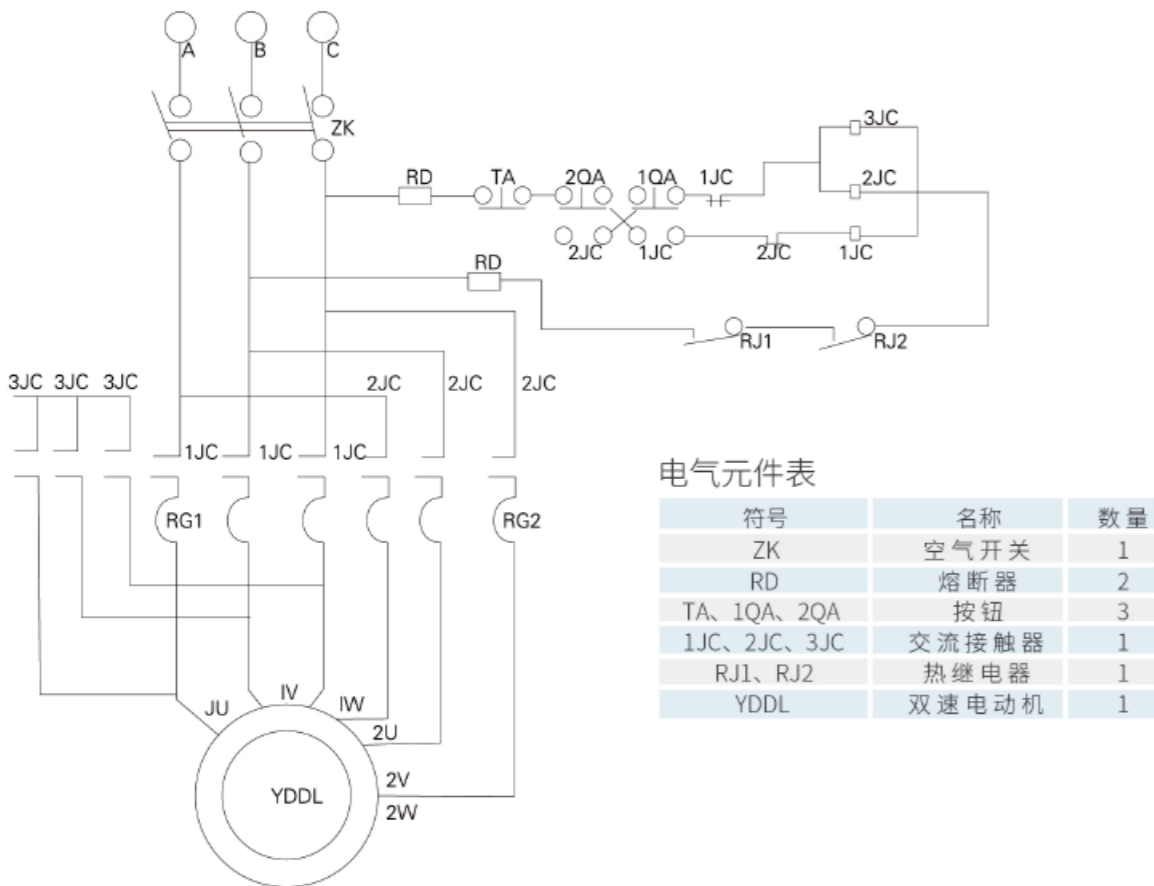 A B C
ZK
RD TA 2QA 1QA 1JC 3JC
2JC
2JC 1JC 2JC 1JC
RD
RJ1 RJ2
3JC 3JC 3JC 2JC 2JC 2JC
1JC 1JC 1JC
RG1 RG2
JU IV IW
2U
2V
2W
YDDL
电气元件表
符号 名称 数量
ZK 空气开关 1
RD 熔断器 2
TA、1QA、2QA 按钮 3
1JC、2JC、3JC 交流接触器 1
RJ1、RJ2 热继电器 1
YDDL 双速电动机 1